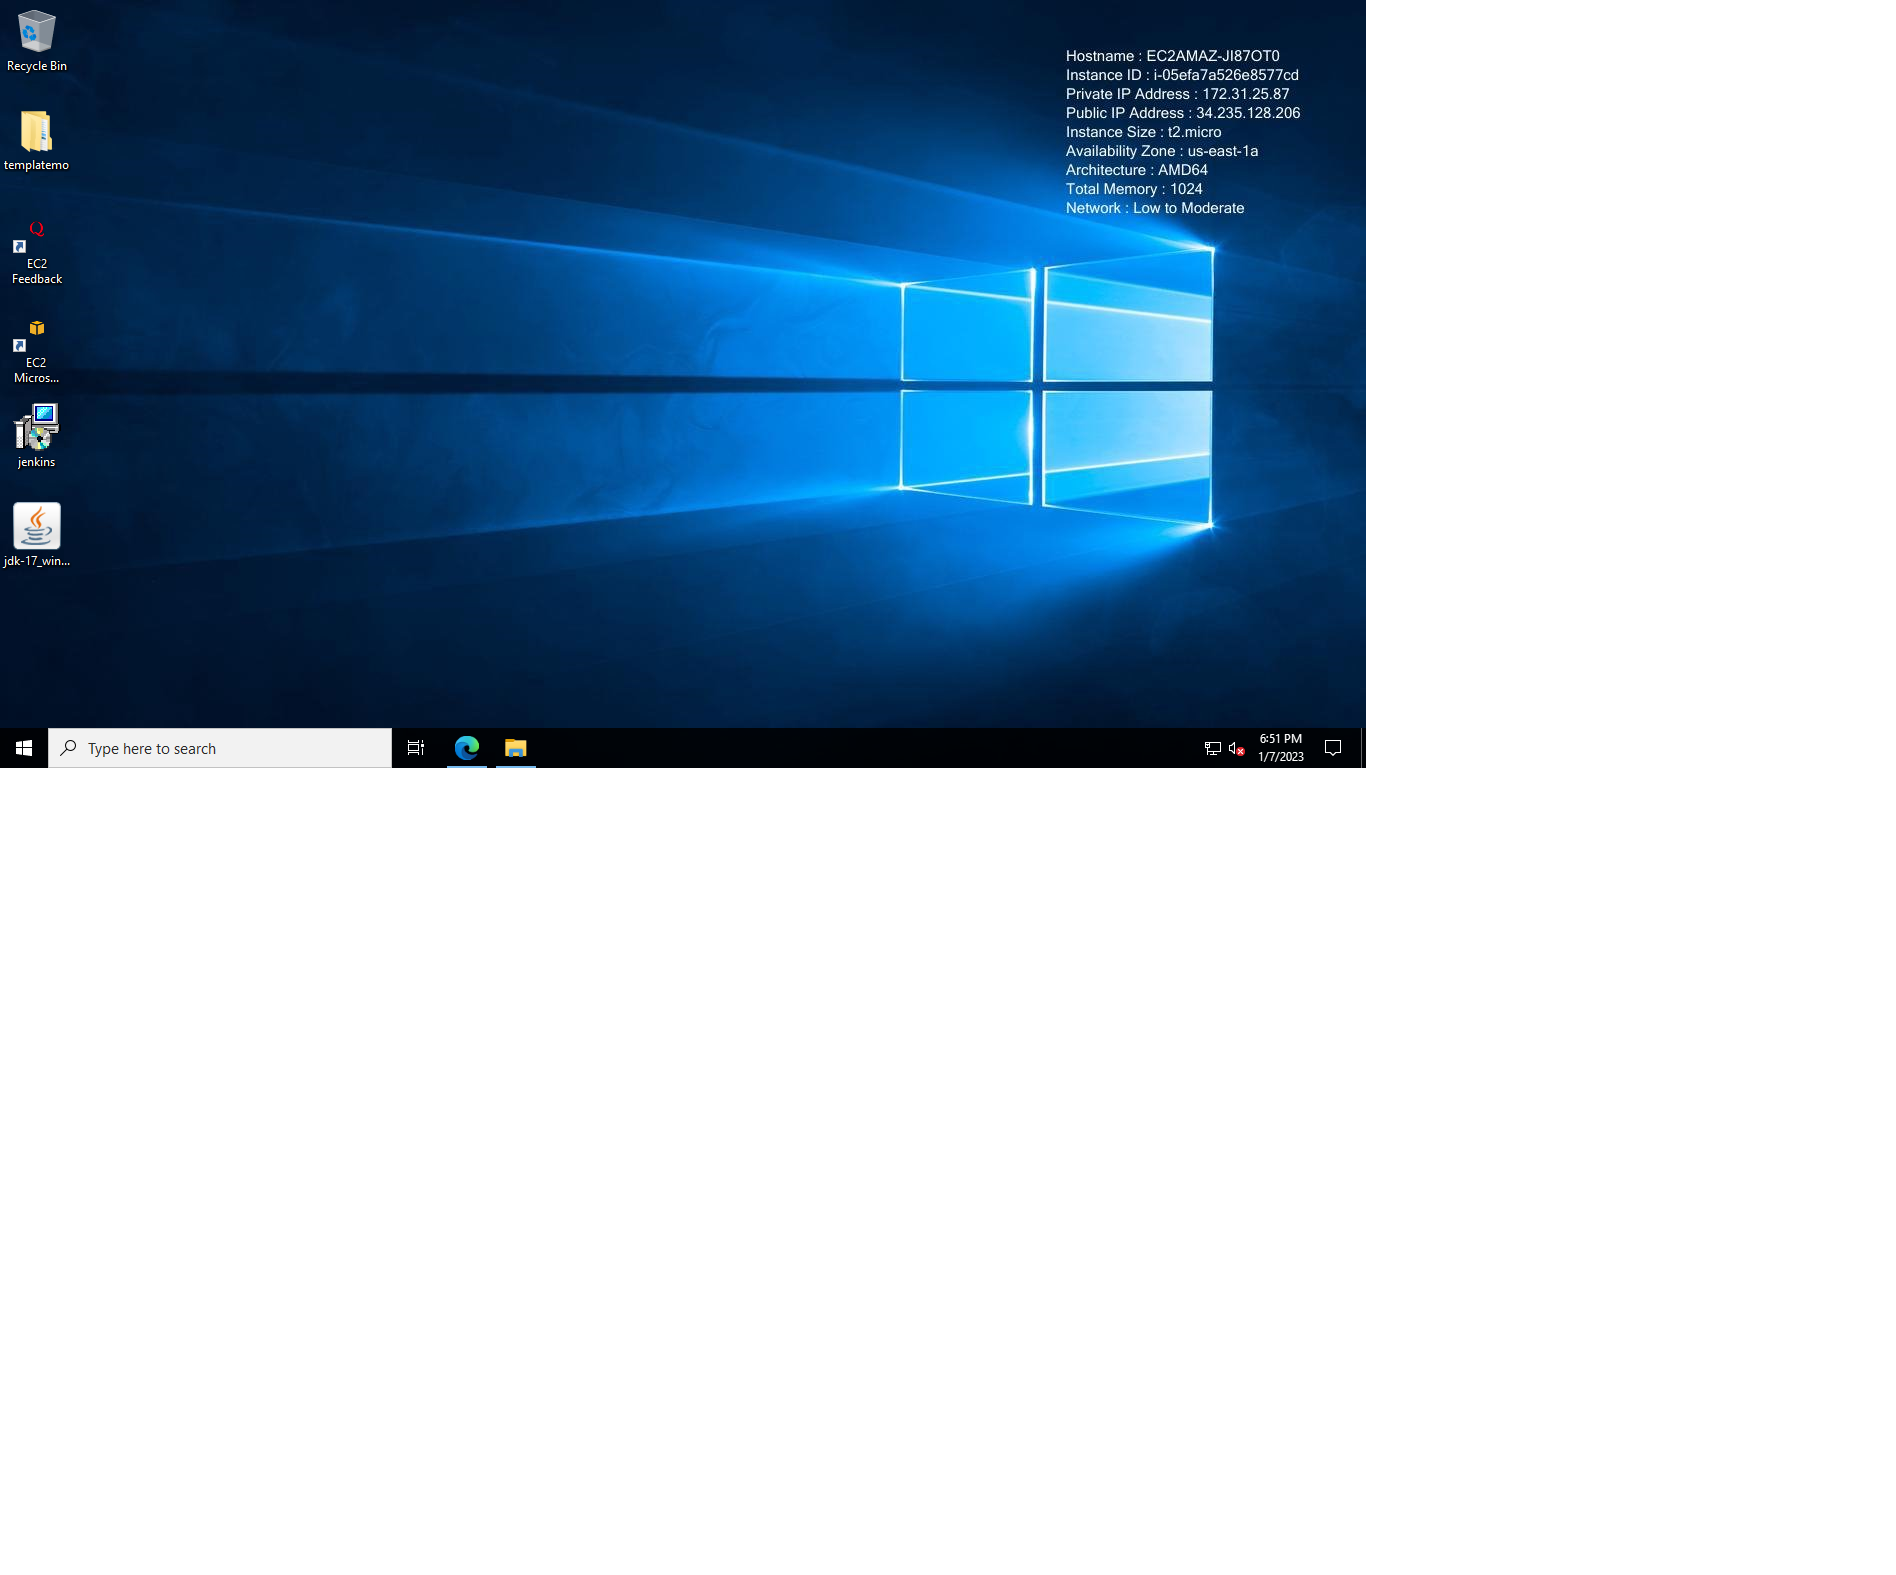 Recycle Bin
templatemo
Q
EC2
Feedback
EC2
Micros...
jenkins
jdk-17_win...
Hostname : EC2AMAZ-JI87OT0
Instance ID : i-05efa7a526e8577cd
Private IP Address : 172.31.25.87
Public IP Address : 34.235.128.206
Instance Size : t2.micro
Availability Zone : us-east-1a
Architecture : AMD64
Total Memory : 1024
Network : Low to Moderate
Type here to search
6:51 PM
1/7/2023